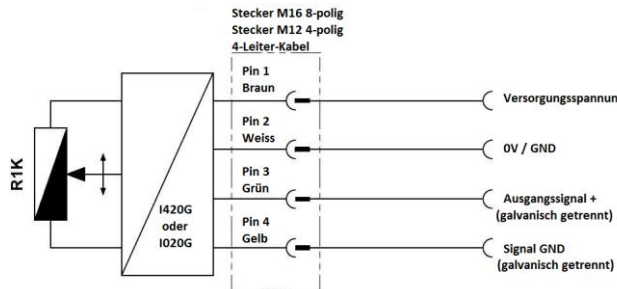 Stecker M16 8-polig
Stecker M12 4-polig
4-Leiter-Kabel
Pin 1
Braun
Versorgungsspannun
Pin 2
Weiss
0V / GND
R1K
Pin 3
Grün
Ausgangssignal +
(galvanisch getrennt)
I420G
oder
I020G
Pin 4
Gelb
Signal GND
(galvanisch getrennt)